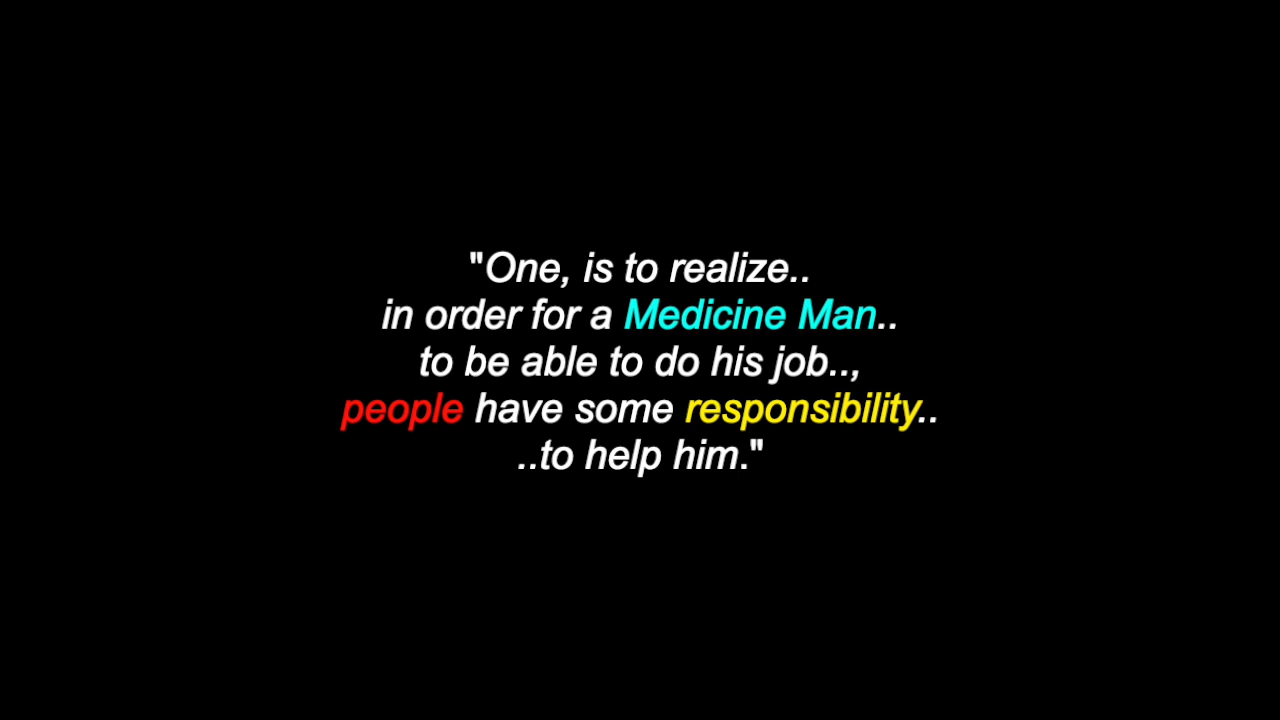 "One, is to realize..
in order for a Medicine Man..
to be able to do his job..,
people have some responsibility..
..to help him."